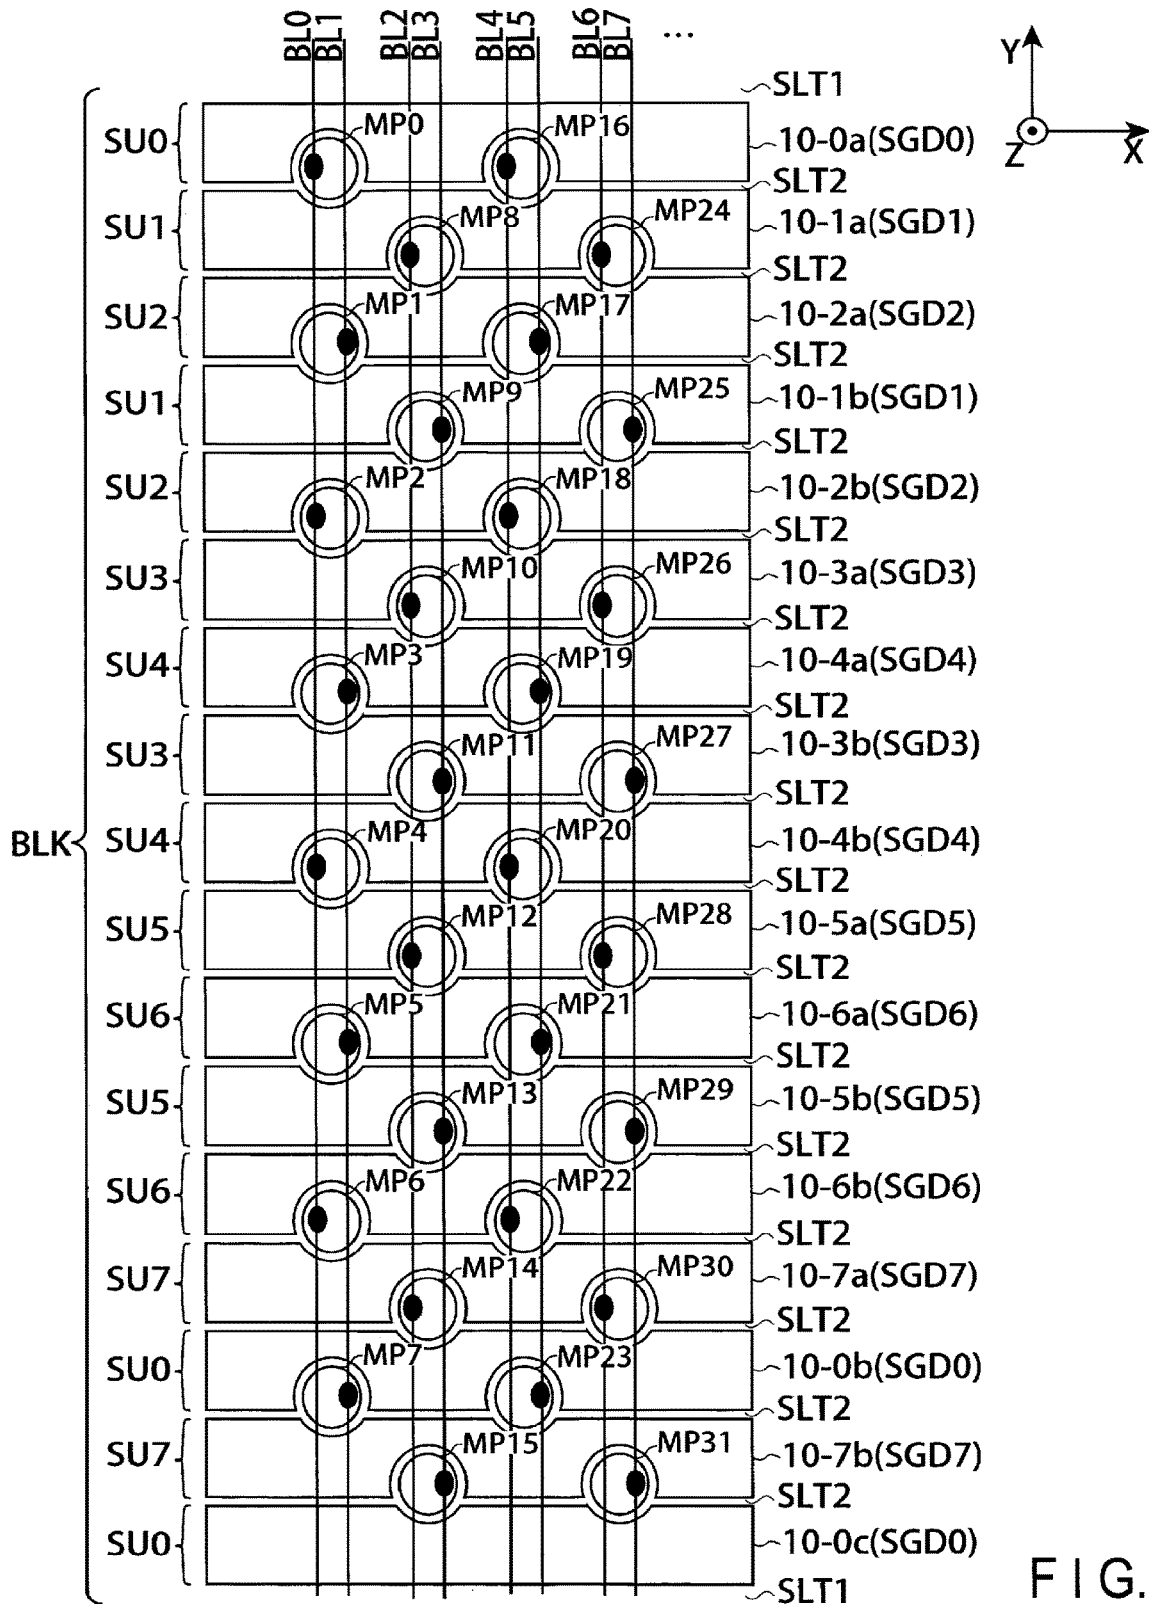 BL0 BL1 BL2 BL3 BL4 BL5 BL6 BL7 ...
Y
X
Z
SLT1
SU0 MP0 MP16 10-0a(SGD0)
SLT2
SU1 MP8 MP24 10-1a(SGD1)
SLT2
SU2 MP1 MP17 10-2a(SGD2)
SLT2
SU1 MP9 MP25 10-1b(SGD1)
SLT2
SU2 MP2 MP18 10-2b(SGD2)
SLT2
SU3 MP10 MP26 10-3a(SGD3)
SLT2
SU4 MP3 MP19 10-4a(SGD4)
SLT2
SU3 MP11 MP27 10-3b(SGD3)
SLT2
BLK SU4 MP4 MP20 10-4b(SGD4)
SLT2
SU5 MP12 MP28 10-5a(SGD5)
SLT2
SU6 MP5 MP21 10-6a(SGD6)
SLT2
SU5 MP13 MP29 10-5b(SGD5)
SLT2
SU6 MP6 MP22 10-6b(SGD6)
SLT2
SU7 MP14 MP30 10-7a(SGD7)
SLT2
SU0 MP7 MP23 10-0b(SGD0)
SLT2
SU7 MP15 MP31 10-7b(SGD7)
SLT2
SU0 10-0c(SGD0)
SLT1
FIG.